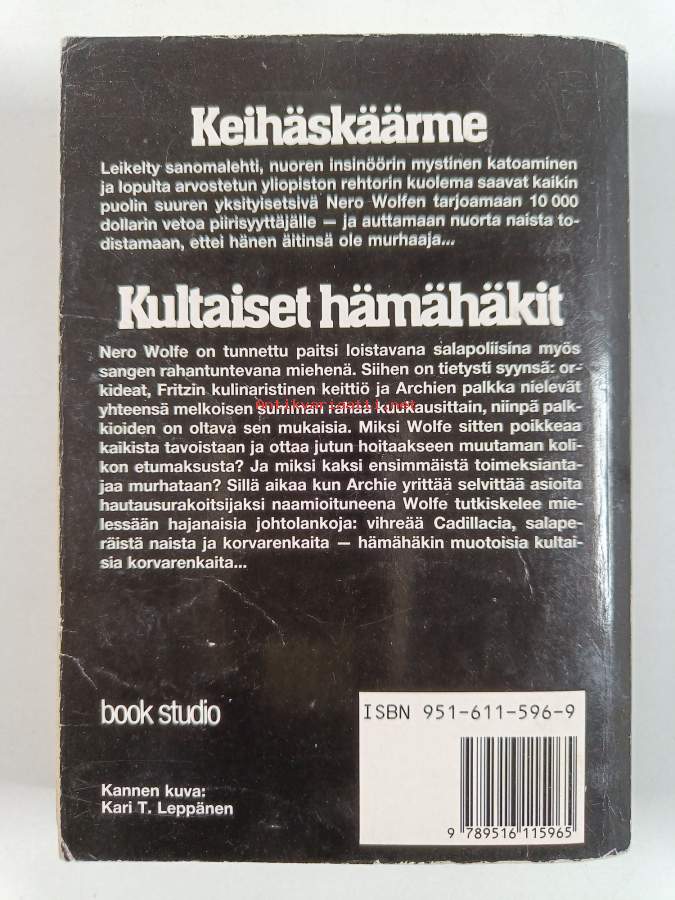 Keihäskäärme
Leikelty sanomalehti, nuoren insinöörin mystinen katoaminen
ja lopulta arvostetun yliopiston rehtorin kuolema saavat kaikin
puolin suuren yksityisetsivä Nero Wolfen tarjoamaan 10 000
dollarin vetoa piirisyyttäjälle — ja auttamaan nuorta naista to-
distamaan, ettei hänen äitinsä ole murhaaja...
Kultaiset hämähäkit
Nero Wolfe on tunnettu paitsi loistavana salapoliisina myös
sangen rahantuntevana miehenä. Siihen on tietysti syynsä: or-
kideat, Fritzin kulinaristinen keittiö ja Archien palkka nielevät
yhteensä melkoisen summan rahaa kuukausittain, niinpä palk-
kioiden on oltava sen mukaisia. Miksi Wolfe sitten poikkeaa
kaikista tavoistaan ja ottaa jutun hoitaakseen muutaman koli-
kon etumaksusta? Ja miksi kaksi ensimmäistä toimeksianta-
jaa murhataan? Sillä aikaa kun Archie yrittää selvittää asioita
hautausurakoitsijaksi naamioituneena Wolfe tutkiskelee mie-
lessään hajanaisia johtolankoja: vihreää Cadillacia, salape-
räistä naista ja korvarenkaita — hämähäkin muotoisia kultai-
sia korvarenkaita...
book studio
ISBN 951-611-596-9
Kannen kuva:
Kari T. Leppänen
9 789516 115965